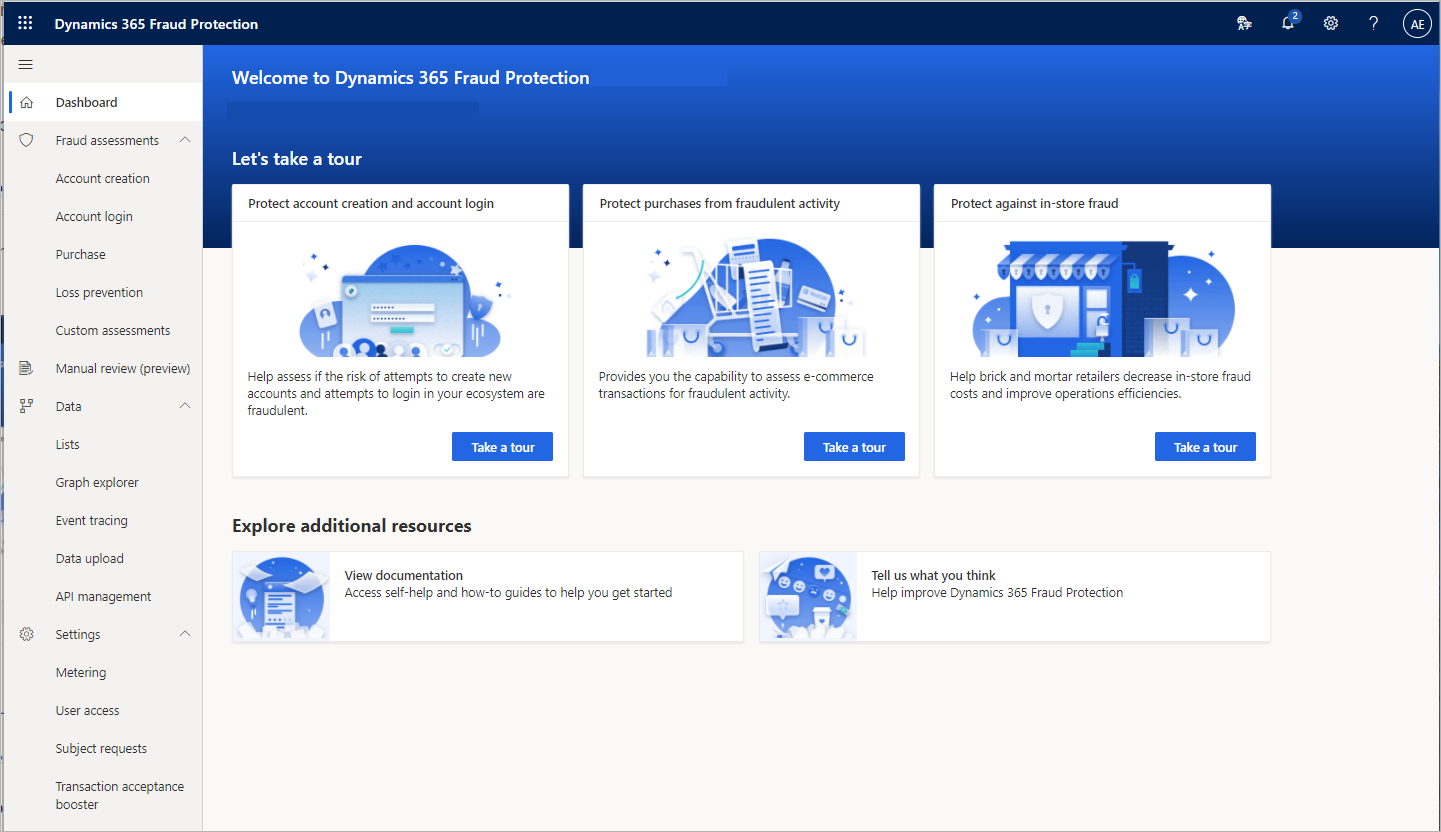 Dynamics 365 Fraud Protection
2
AE
Dashboard
Fraud assessments
Account creation
Account login
Purchase
Loss prevention
Custom assessments
Manual review (preview)
Data
Lists
Graph explorer
Event tracing
Data upload
API management
Settings
Metering
User access
Subject requests
Transaction acceptance
booster
Welcome to Dynamics 365 Fraud Protection
Let's take a tour
Protect account creation and account login
Help assess if the risk of attempts to create new
accounts and attempts to login in your ecosystem are
fraudulent.
Take a tour
Protect purchases from fraudulent activity
Provides you the capability to assess e-commerce
transactions for fraudulent activity.
Take a tour
Protect against in-store fraud
Help brick and mortar retailers decrease in-store fraud
costs and improve operations efficiencies.
Take a tour
Explore additional resources
View documentation
Access self-help and how-to guides to help you get started
Tell us what you think
Help improve Dynamics 365 Fraud Protection